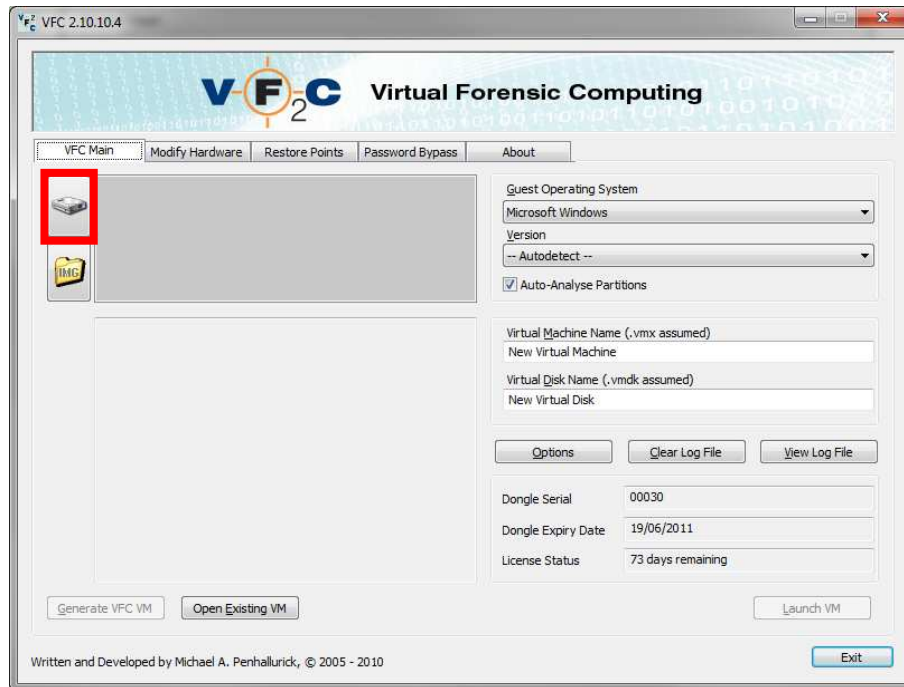 VFC 2.10.10.4
VF2C Virtual Forensic Computing
VFC Main
Modify Hardware
Restore Points
Password Bypass
About
IMG
Guest Operating System
Microsoft Windows
Version
-- Autodetect --
Auto-Analyse Partitions
Virtual Machine Name (.vmx assumed)
New Virtual Machine
Virtual Disk Name (.vmdk assumed)
New Virtual Disk
Options
Clear Log File
View Log File
Dongle Serial
00030
Dongle Expiry Date
19/06/2011
License Status
73 days remaining
Generate VFC VM
Open Existing VM
Launch VM
Written and Developed by Michael A. Penhallurick, © 2005 - 2010
Exit